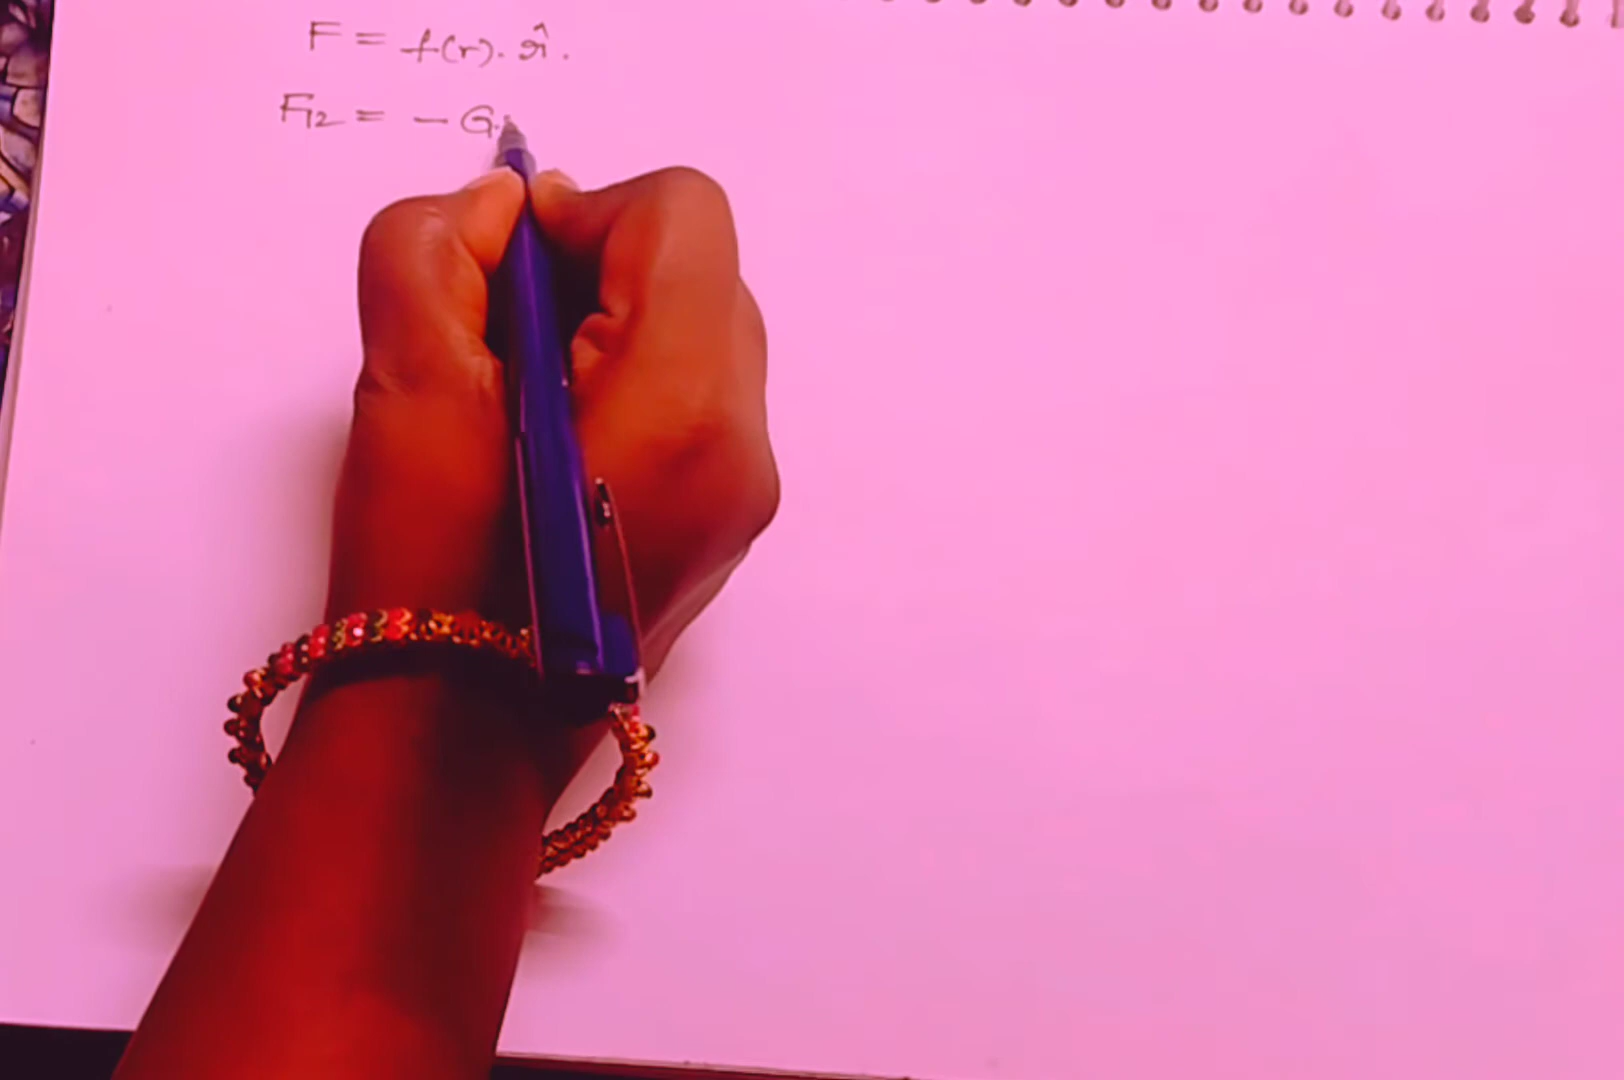 F = f(r). r̂.
F12 = - G.